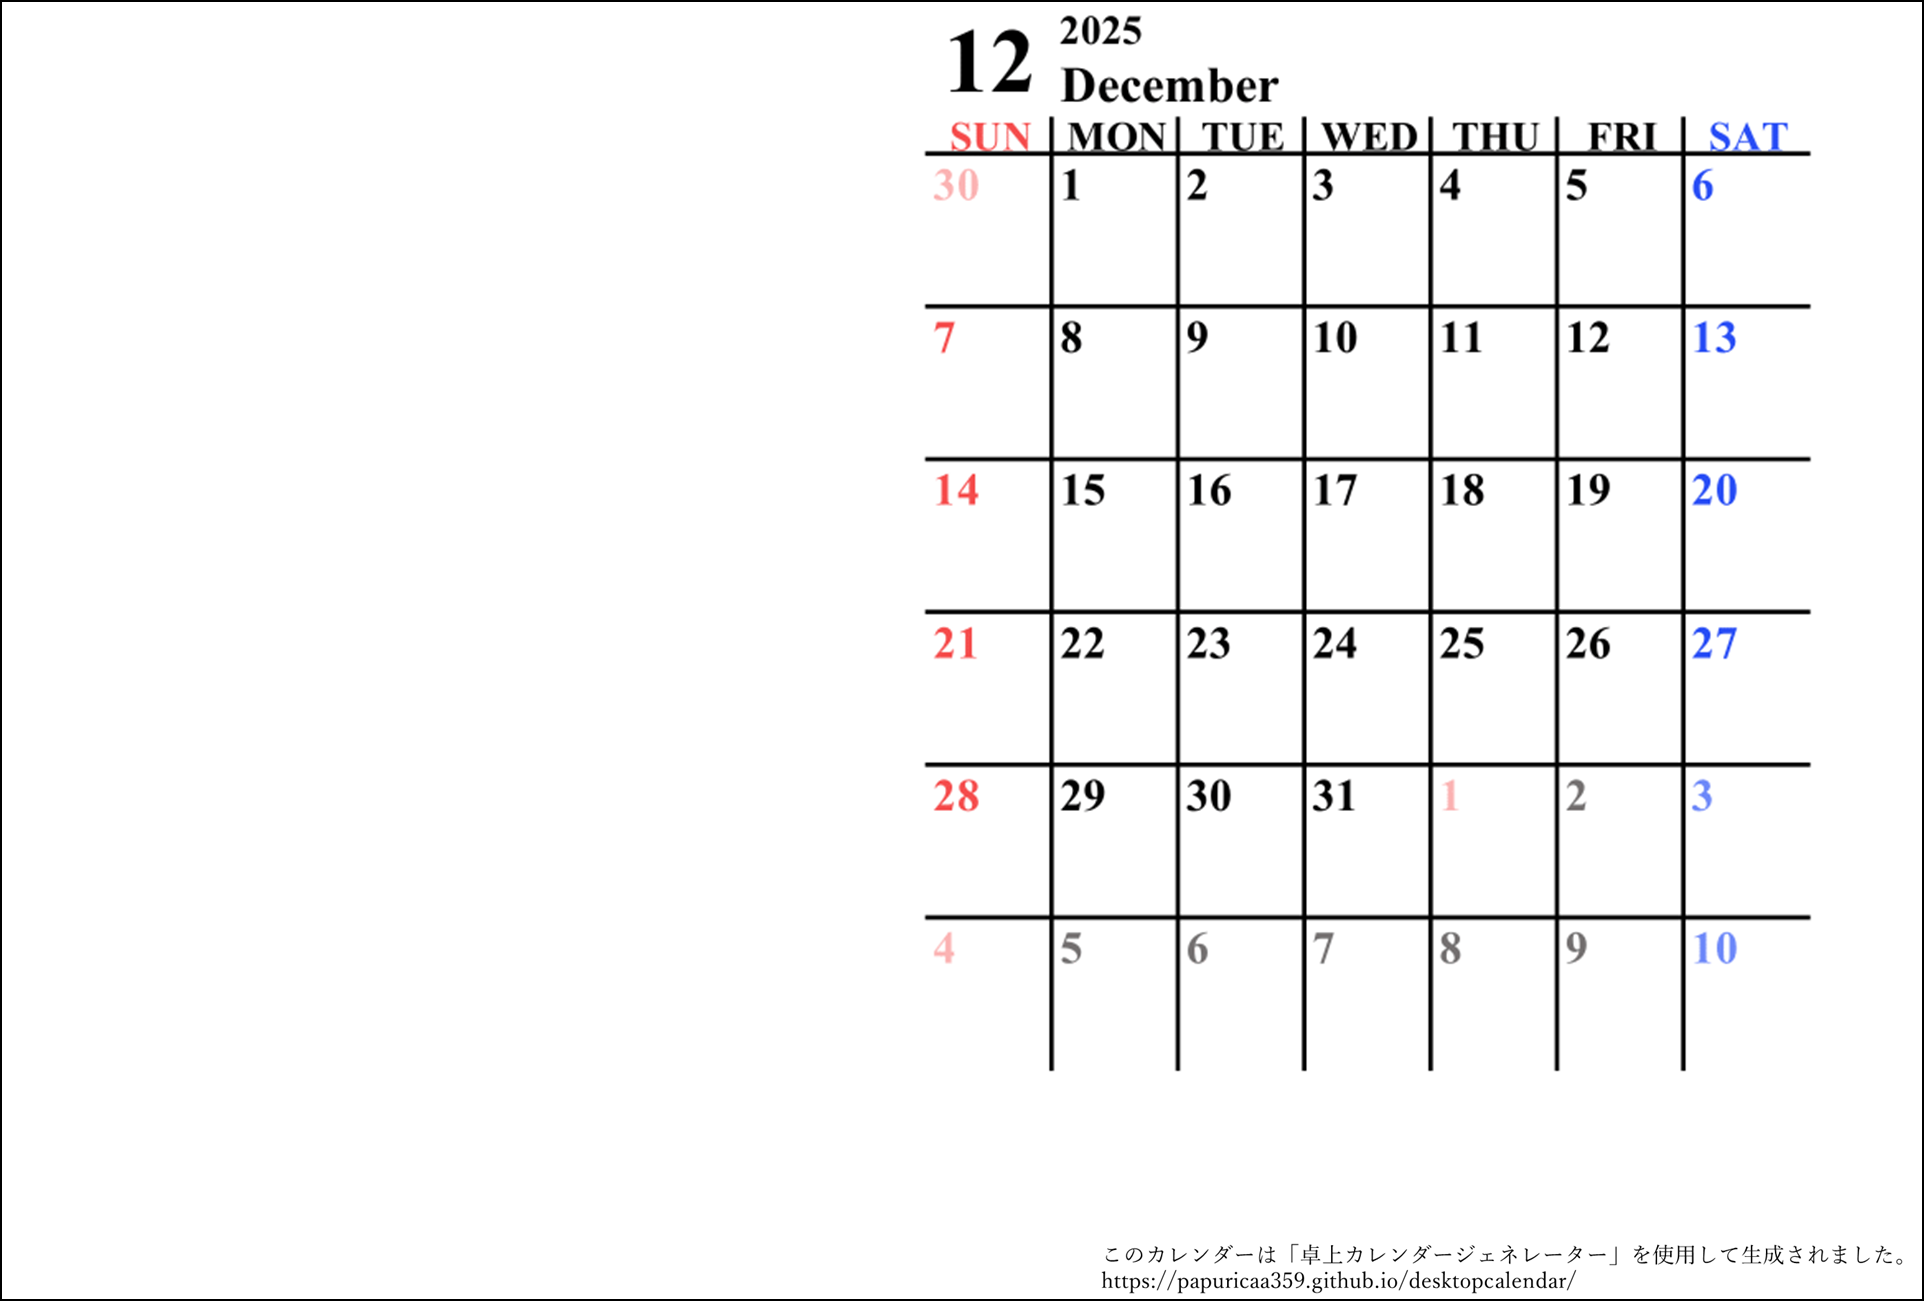 12
2025
December
SUN MON TUE WED THU FRI SAT
30 1 2 3 4 5 6
7 8 9 10 11 12 13
14 15 16 17 18 19 20
21 22 23 24 25 26 27
28 29 30 31 1 2 3
4 5 6 7 8 9 10
このカレンダーは「卓上カレンダージェネレーター」を使用して生成されました。
https://papuricaa359.github.io/desktopcalendar/